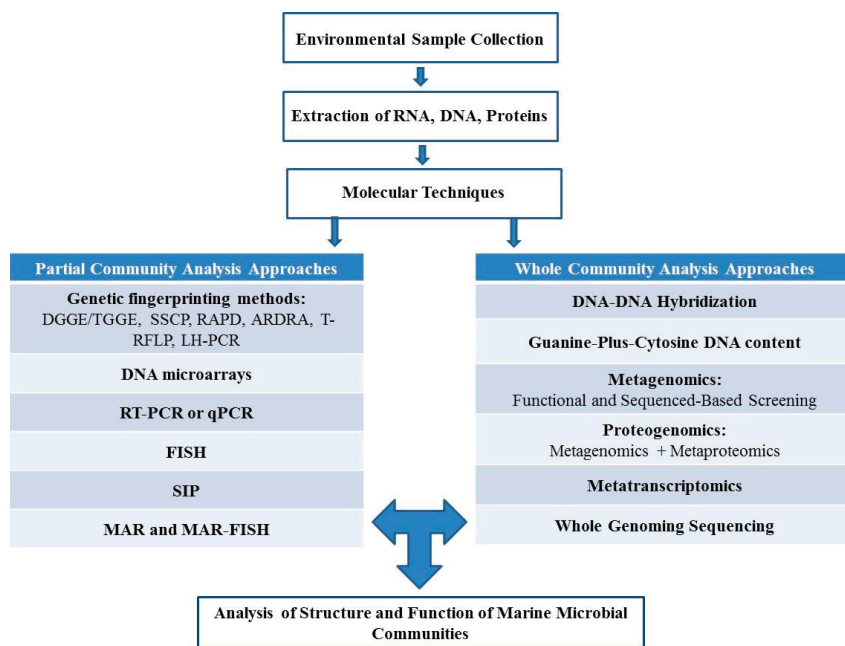 Environmental Sample Collection
Extraction of RNA, DNA, Proteins
Molecular Techniques
Partial Community Analysis Approaches
Genetic fingerprinting methods:
DGGE/TGGE, SSCP, RAPD, ARDRA, T-
RFLP, LH-PCR
DNA microarrays
RT-PCR or qPCR
FISH
SIP
MAR and MAR-FISH
Whole Community Analysis Approaches
DNA-DNA Hybridization
Guanine-Plus-Cytosine DNA content
Metagenomics:
Functional and Sequenced-Based Screening
Proteogenomics:
Metagenomics + Metaproteomics
Metatranscriptomics
Whole Genoming Sequencing
Analysis of Structure and Function of Marine Microbial
Communities